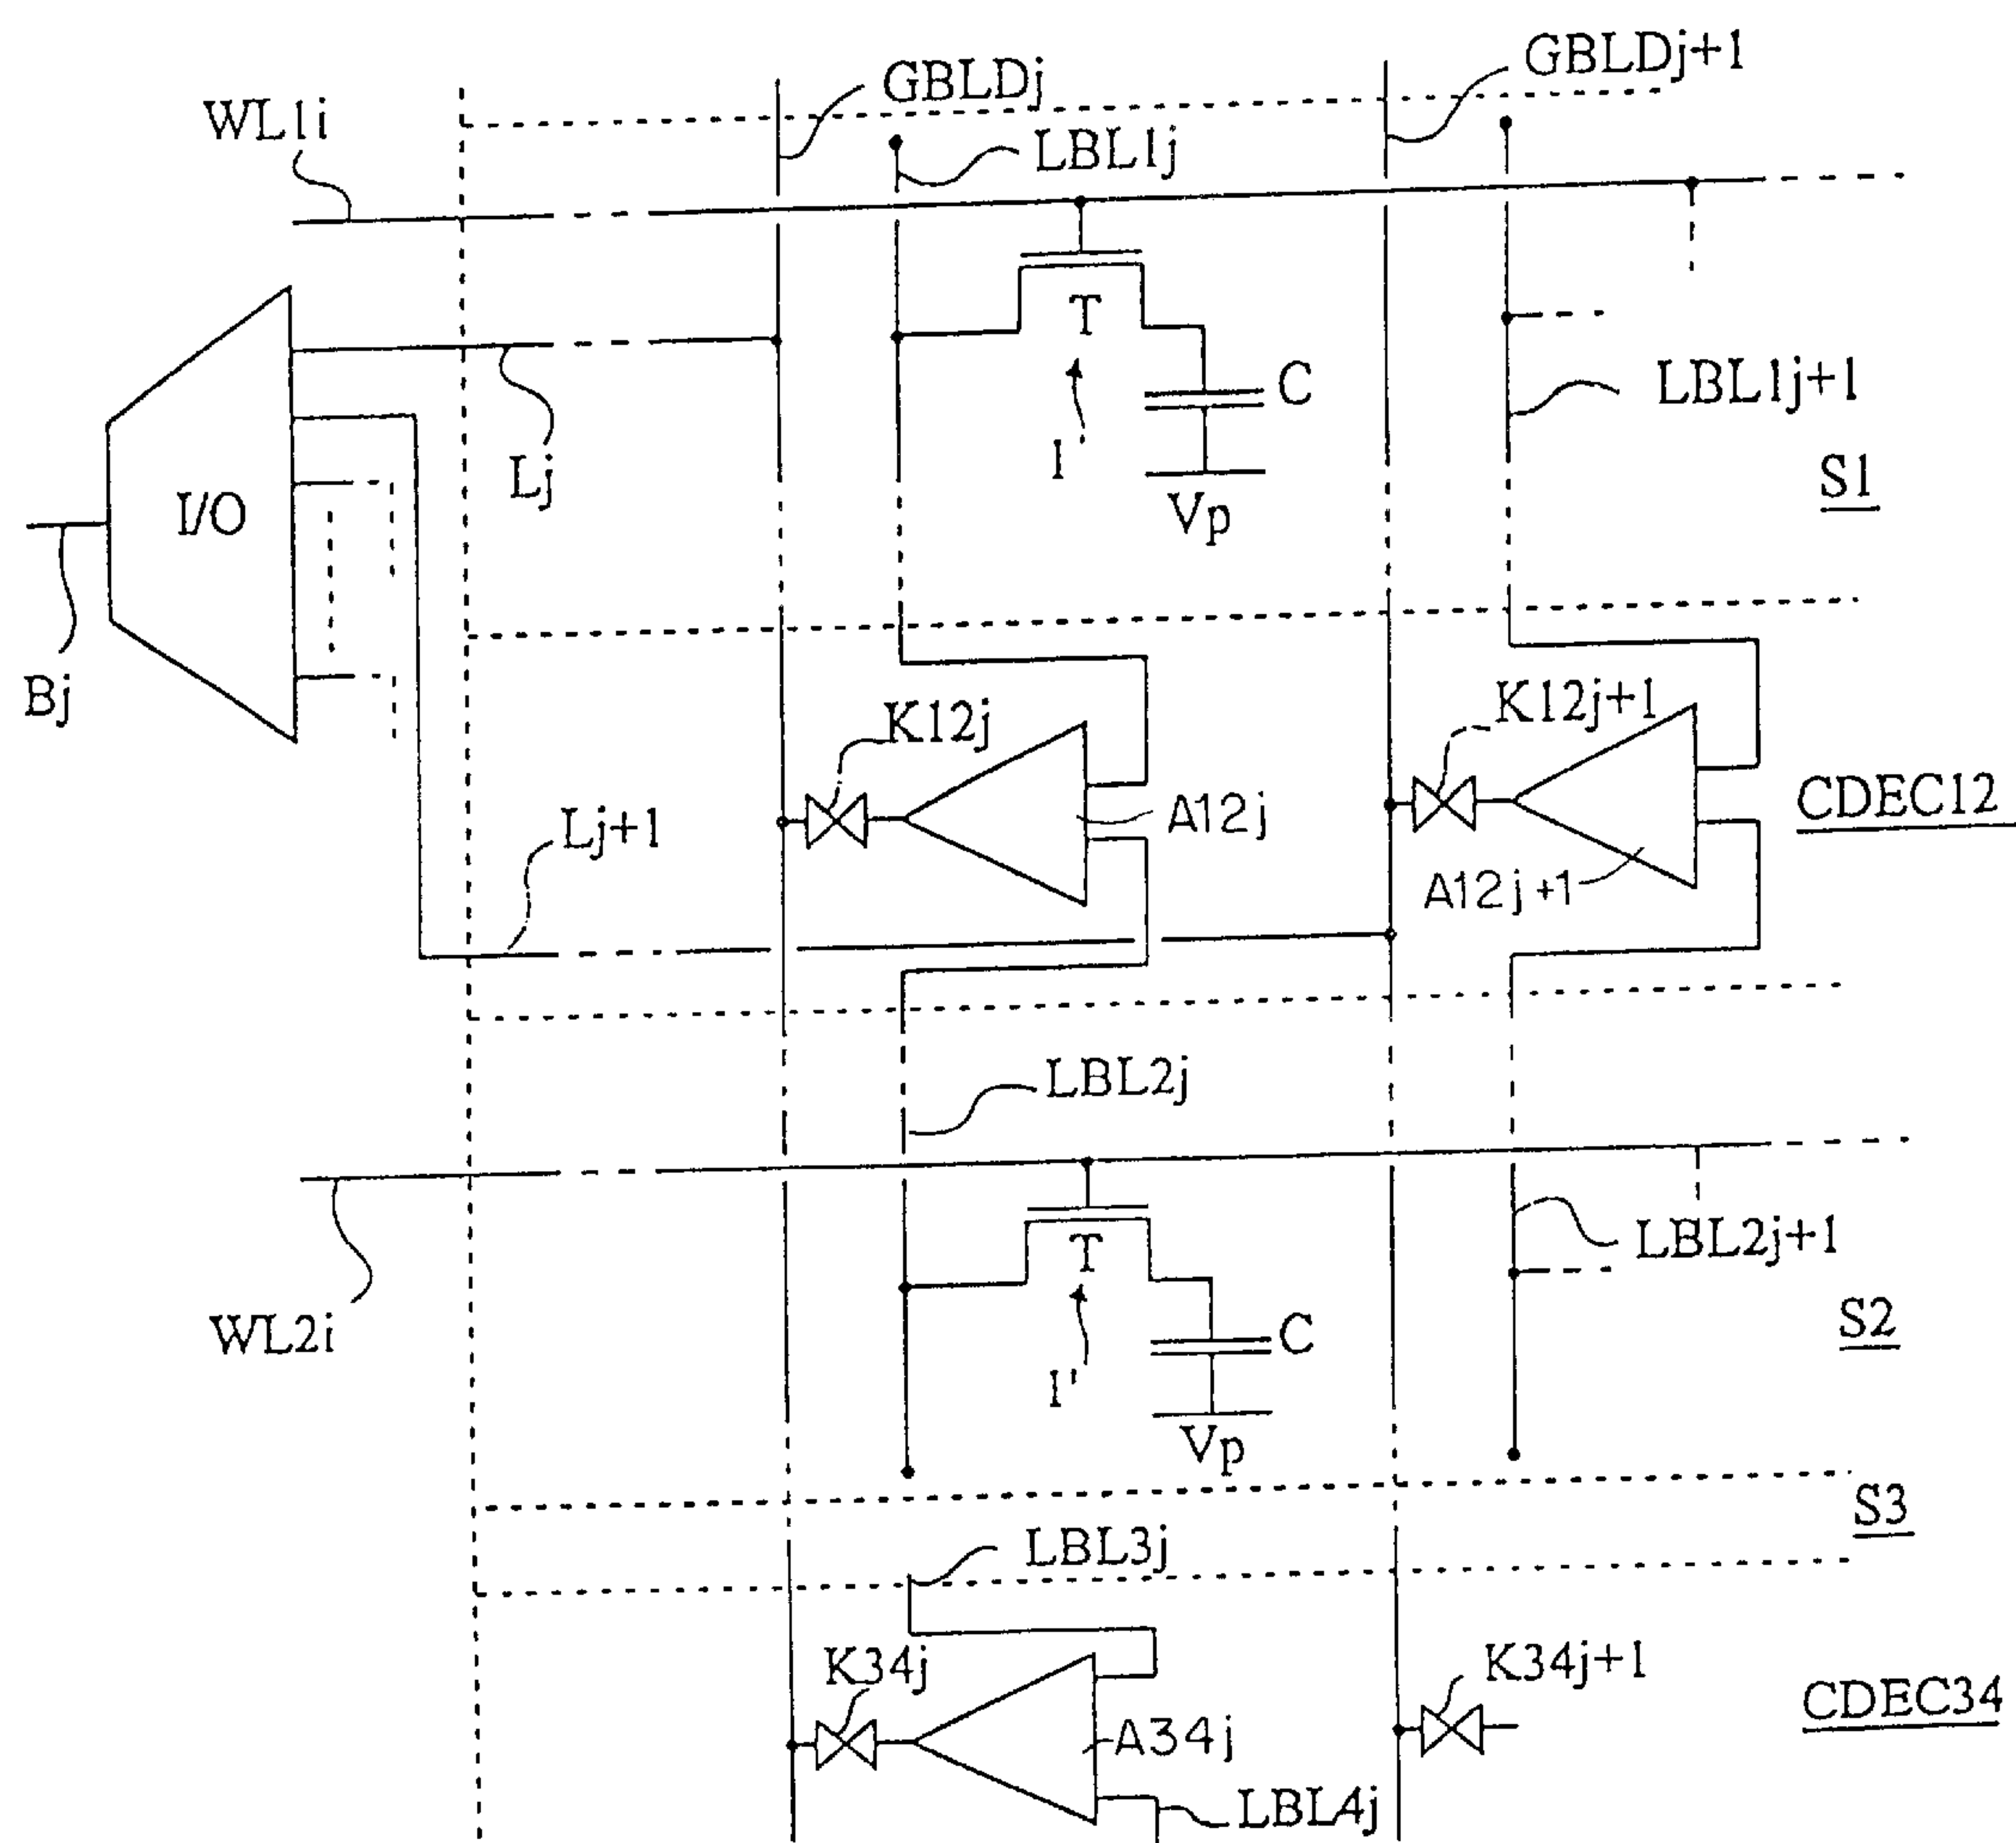 GBLDj+1
GBLDj
WL1i
LBL1j
T
C
LBL1j+1
I'
Lj
S1
Vp
I/O
Bj
K12j
K12j+1
CDEC12
A12j
Lj+1
A12j+1
LBL2j
T
LBL2j+1
WL2i
C
S2
I'
Vp
S3
LBL3j
K34j
K34j+1
CDEC34
A34j
LBL4j